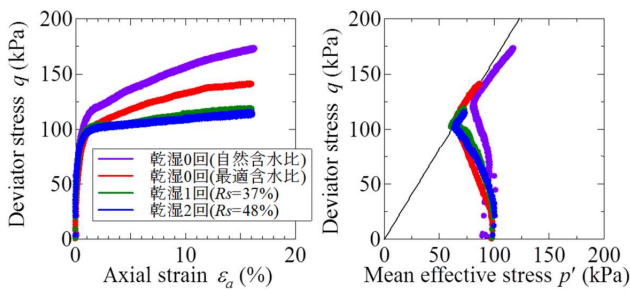 200
150
100
50
0
Deviator stress q (kPa)
乾湿0回(自然含水比)
乾湿0回(最適含水比)
乾湿1回(Rs=37%)
乾湿2回(Rs=48%)
0 10 20
Axial strain εa (%)
200
150
100
50
0
Deviator stress q (kPa)
0 50 100 150 200
Mean effective stress p′ (kPa)